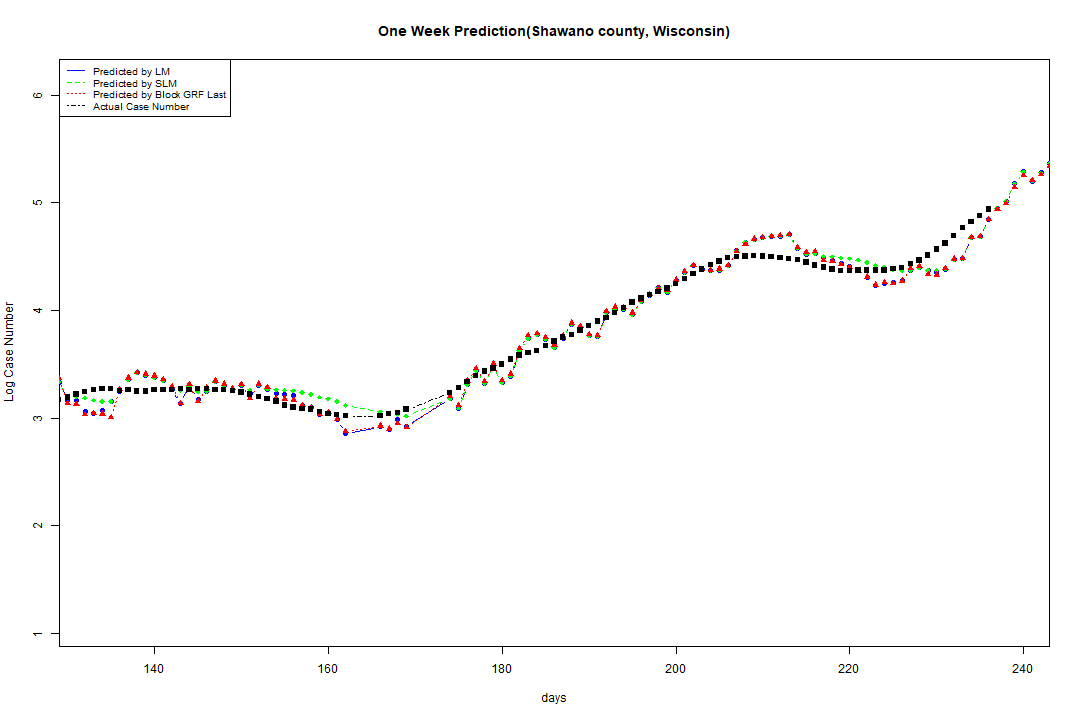 One Week Prediction(Shawano county, Wisconsin)
Predicted by LM
Predicted by SLM
Predicted by Block GRF Last
Actual Case Number
6
5
4
3
2
1
Log Case Number
140 160 180 200 220 240
days